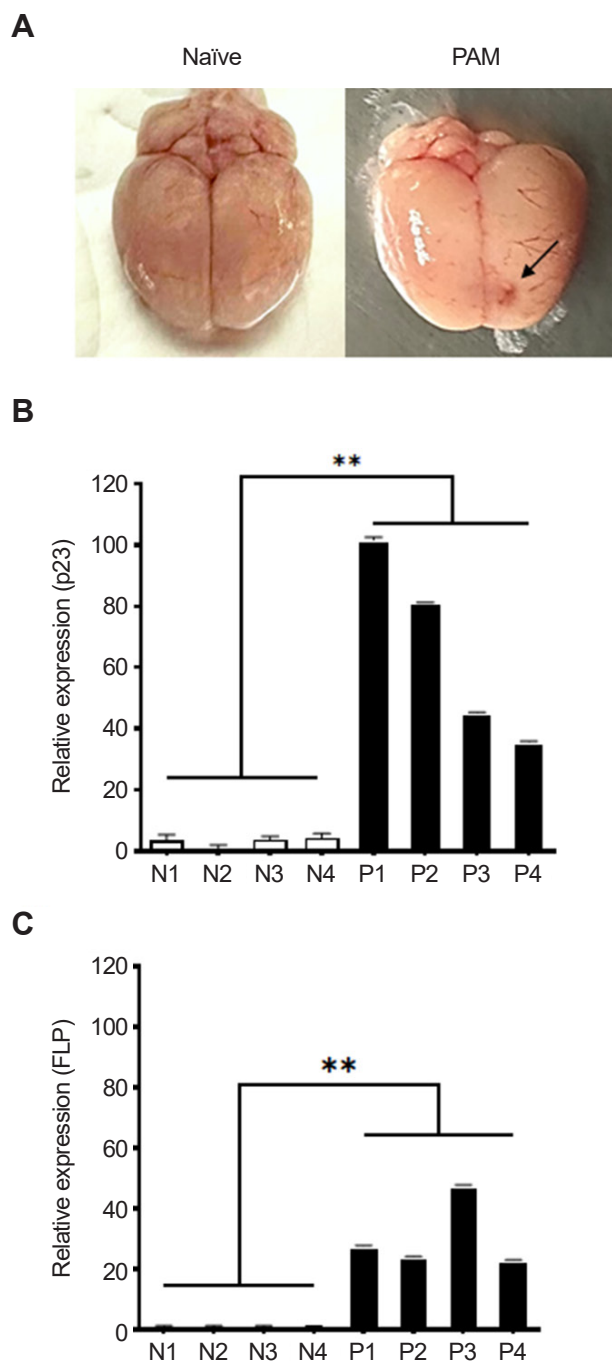 A
Naïve PAM
B
**
Relative expression (p23)
120
100
80
60
40
20
0
N1 N2 N3 N4 P1 P2 P3 P4
C
**
Relative expression (FLP)
120
100
80
60
40
20
0
N1 N2 N3 N4 P1 P2 P3 P4